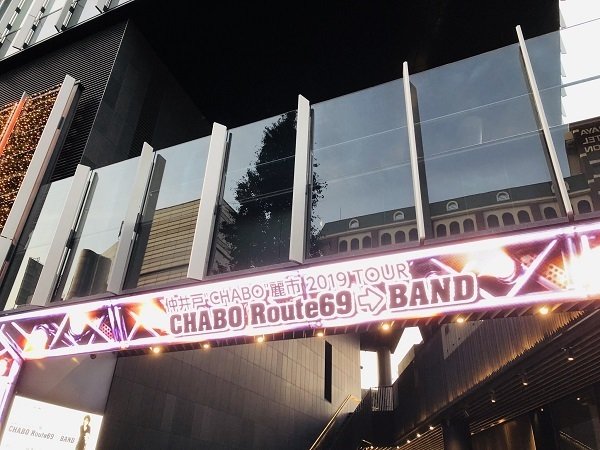 仲井戸 CHABO 麗市 2019 TOUR
CHABO Route69 ⇨ BAND
CHABO Route69 BAND